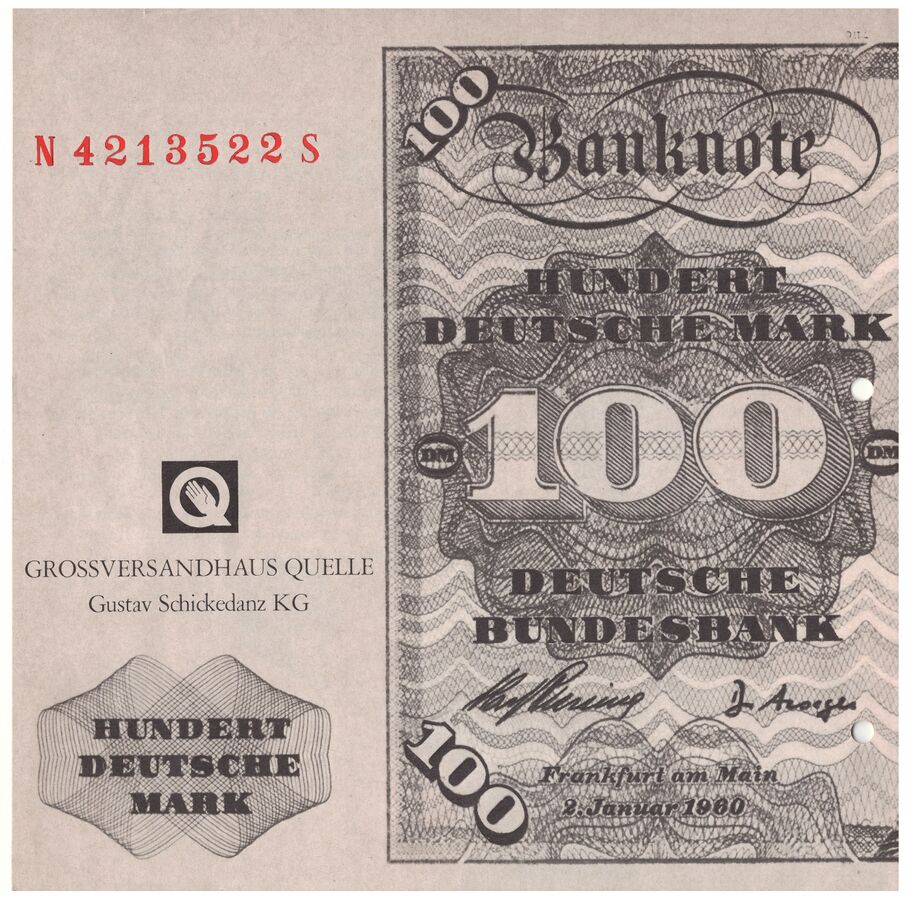 N 4213522 S
GROSSVERSANDHAUS QUELLE
Gustav Schickedanz KG
HUNDERT
DEUTSCHE
MARK
100
Banknote
HUNDERT
DEUTSCHE MARK
DM
100
DM
DEUTSCHE
BUNDESBANK
100
Frankfurt am Main
2. Januar 1960